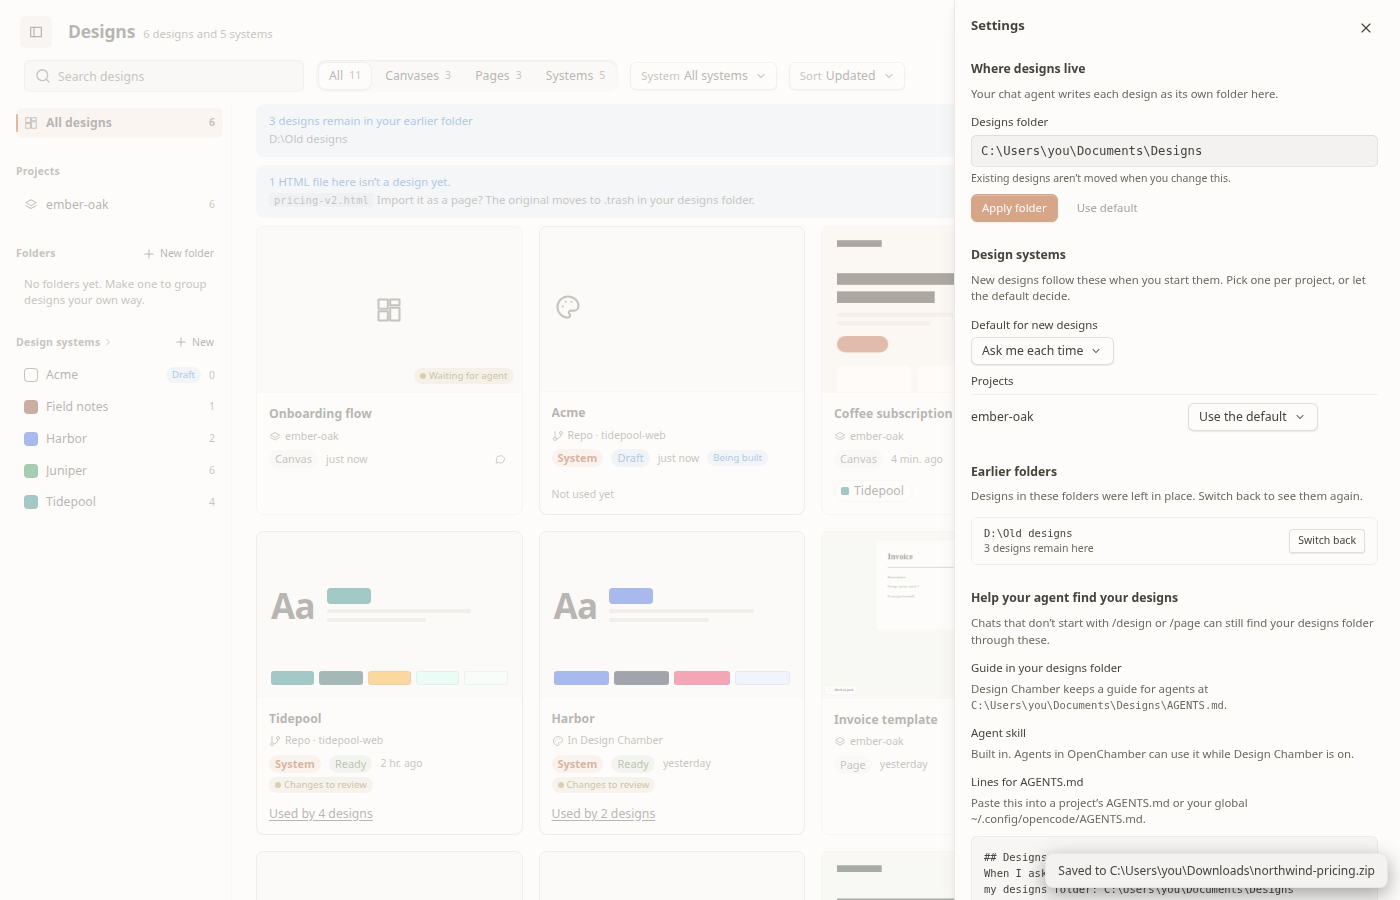 Designs 6 designs and 5 systems
Search designs
All 11 Canvases 3 Pages 3 Systems 5
System All systems
Sort Updated
All designs 6
Projects
ember-oak 6
Folders + New folder
No folders yet. Make one to group
designs your own way.
Design systems > + New
Acme Draft 0
Field notes 1
Harbor 2
Juniper 6
Tidepool 4
3 designs remain in your earlier folder
D:\Old designs
1 HTML file here isn't a design yet.
pricing-v2.html Import it as a page? The original moves to .trash in your designs folder.
Waiting for agent
Onboarding flow
ember-oak
Canvas just now
Acme
Repo · tidepool-web
System Draft just now Being built
Not used yet
Coffee subscription
ember-oak
Canvas 4 min. ago
Tidepool
Aa
Tidepool
Repo · tidepool-web
System Ready 2 hr. ago
Changes to review
Used by 4 designs
Aa
Harbor
In Design Chamber
System Ready yesterday
Changes to review
Used by 2 designs
Invoice
Invoice template
ember-oak
Page yesterday
Settings
Where designs live
Your chat agent writes each design as its own folder here.
Designs folder
C:\Users\you\Documents\Designs
Existing designs aren't moved when you change this.
Apply folder Use default
Design systems
New designs follow these when you start them. Pick one per project, or let
the default decide.
Default for new designs
Ask me each time
Projects
ember-oak Use the default
Earlier folders
Designs in these folders were left in place. Switch back to see them again.
D:\Old designs
3 designs remain here
Switch back
Help your agent find your designs
Chats that don't start with /design or /page can still find your designs folder
through these.
Guide in your designs folder
Design Chamber keeps a guide for agents at
C:\Users\you\Documents\Designs\AGENTS.md.
Agent skill
Built in. Agents in OpenChamber can use it while Design Chamber is on.
Lines for AGENTS.md
Paste this into a project's AGENTS.md or your global
~/.config/opencode/AGENTS.md.
## Designs
When I ask
my designs folder: C:\Users\you\Documents\Designs
Saved to C:\Users\you\Downloads\northwind-pricing.zip